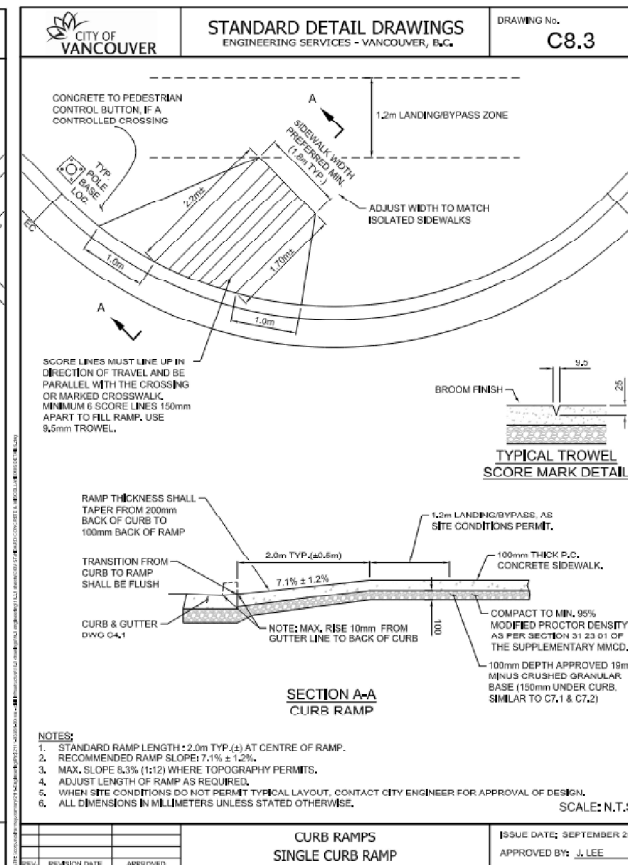 CITY OF
VANCOUVER
STANDARD DETAIL DRAWINGS
ENGINEERING SERVICES - VANCOUVER, B.C.
DRAWING No.
C8.3
CONCRETE TO PEDESTRIAN
CONTROL BUTTON, IF A
CONTROLLED CROSSING
A
1.2m LANDING/BYPASS ZONE
SIDEWALK WIDTH
PREFERRED MIN.
(1.8m TYP.)
TYP.
POLE
BASE
LOC.
2.2m±
ADJUST WIDTH TO MATCH
ISOLATED SIDEWALKS
EC
1.0m
1.70m±
1.0m
A
SCORE LINES MUST LINE UP IN
DIRECTION OF TRAVEL AND BE
PARALLEL WITH THE CROSSING
OR MARKED CROSSWALK.
MINIMUM 6 SCORE LINES 150mm
APART TO FILL RAMP. USE
9.5mm TROWEL.
9.5
25
BROOM FINISH
TYPICAL TROWEL
SCORE MARK DETAIL
RAMP THICKNESS SHALL
TAPER FROM 200mm
BACK OF CURB TO
100mm BACK OF RAMP
1.2m LANDING/BYPASS, AS
SITE CONDITIONS PERMIT.
2.0m TYP.(±0.5m)
TRANSITION FROM
CURB TO RAMP
SHALL BE FLUSH
7.1% ± 1.2%
100mm THICK P.C.
CONCRETE SIDEWALK.
CURB & GUTTER
DWG C4.1
NOTE: MAX. RISE 10mm FROM
GUTTER LINE TO BACK OF CURB
100
COMPACT TO MIN. 95%
MODIFIED PROCTOR DENSITY
AS PER SECTION 31 23 01 OF
THE SUPPLEMENTARY MMCD.
100mm DEPTH APPROVED 19m
MINUS CRUSHED GRANULAR
BASE (150mm UNDER CURB,
SIMILAR TO C7.1 & C7.2)
SECTION A-A
CURB RAMP
NOTES:
1. STANDARD RAMP LENGTH : 2.0m TYP.(±) AT CENTRE OF RAMP.
2. RECOMMENDED RAMP SLOPE: 7.1% ± 1.2%.
3. MAX. SLOPE 8.3% (1:12) WHERE TOPOGRAPHY PERMITS.
4. ADJUST LENGTH OF RAMP AS REQUIRED.
5. WHEN SITE CONDITIONS DO NOT PERMIT TYPICAL LAYOUT, CONTACT CITY ENGINEER FOR APPROVAL OF DESIGN.
6. ALL DIMENSIONS IN MILLIMETERS UNLESS STATED OTHERWISE.
SCALE: N.T.S
REV. REVISION DATE APPROVED
CURB RAMPS
SINGLE CURB RAMP
ISSUE DATE: SEPTEMBER 2
APPROVED BY: J. LEE